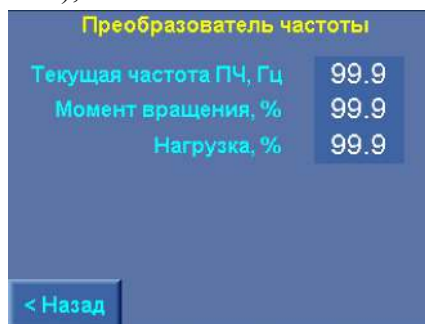 Преобразователь частоты
Текущая частота ПЧ, Гц 99.9
Момент вращения, % 99.9
Нагрузка, % 99.9
< Назад